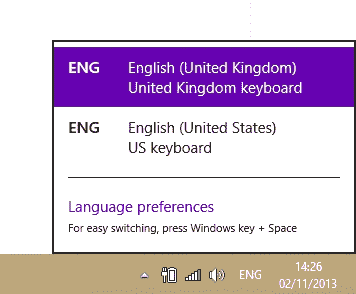 ENG English (United Kingdom)
United Kingdom keyboard
ENG English (United States)
US keyboard
Language preferences
For easy switching, press Windows key + Space
ENG 14:26
02/11/2013